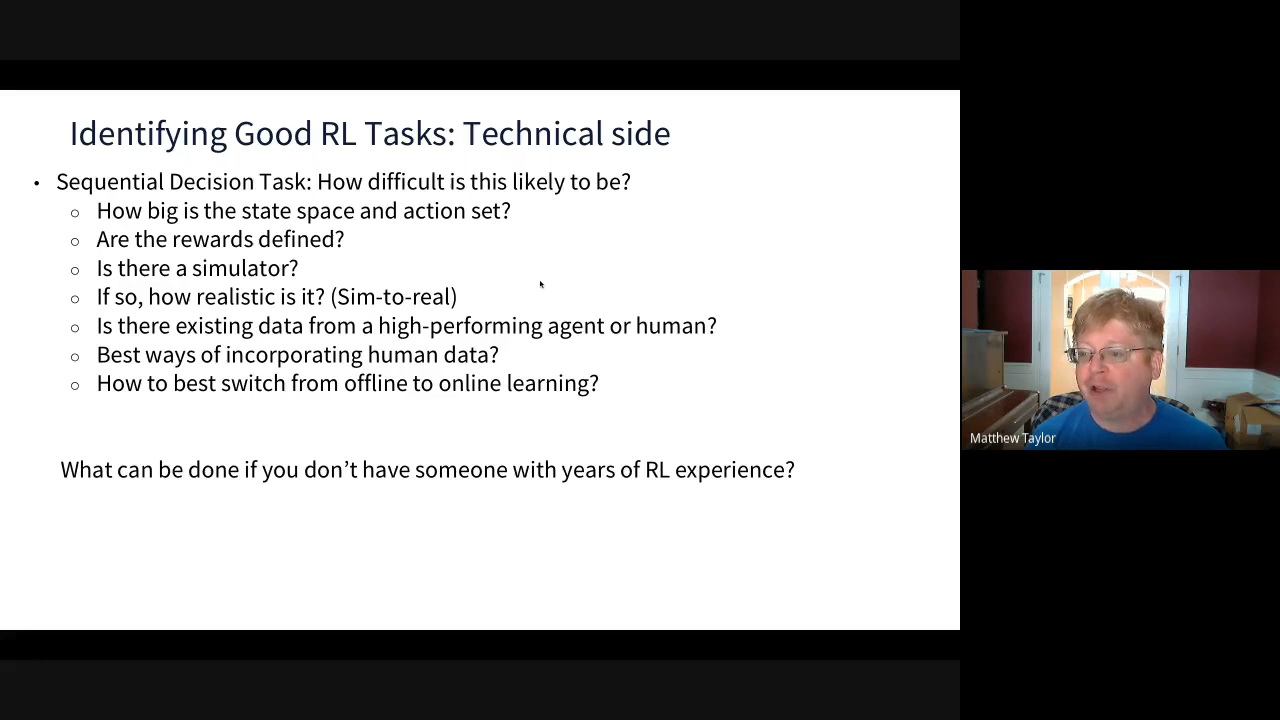 Identifying Good RL Tasks: Technical side
• Sequential Decision Task: How difficult is this likely to be?
○ How big is the state space and action set?
○ Are the rewards defined?
○ Is there a simulator?
○ If so, how realistic is it? (Sim-to-real)
○ Is there existing data from a high-performing agent or human?
○ Best ways of incorporating human data?
○ How to best switch from offline to online learning?
What can be done if you don’t have someone with years of RL experience?
Matthew Taylor